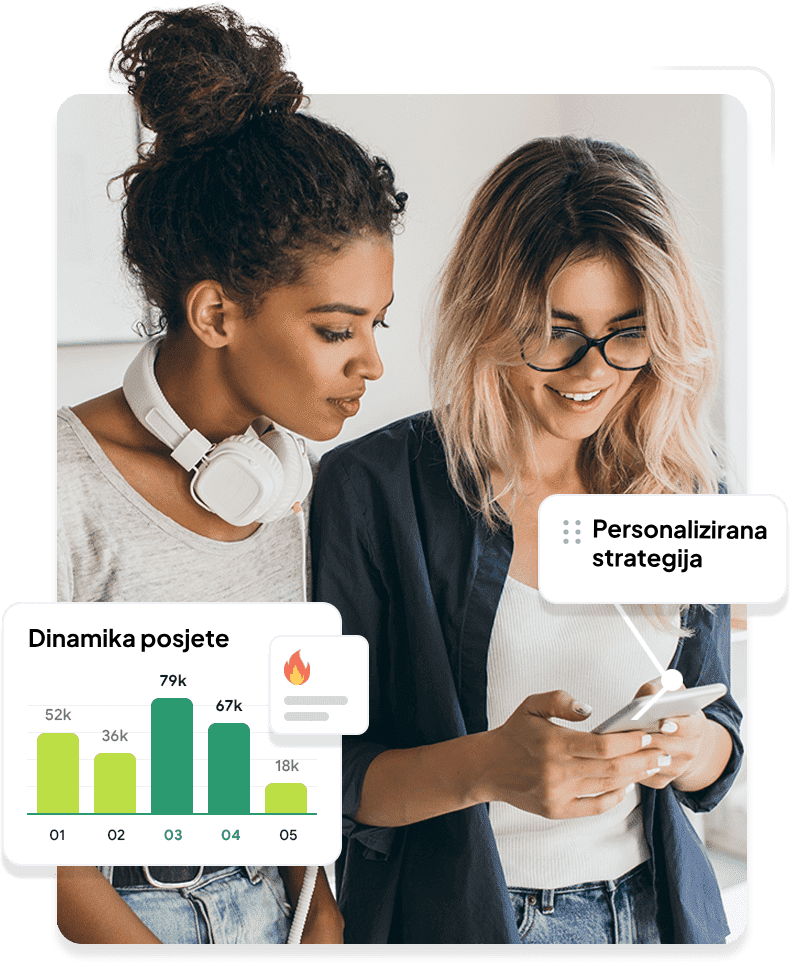 Personalizirana
strategija
Dinamika posjete
79k
67k
52k
36k
18k
01 02 03 04 05